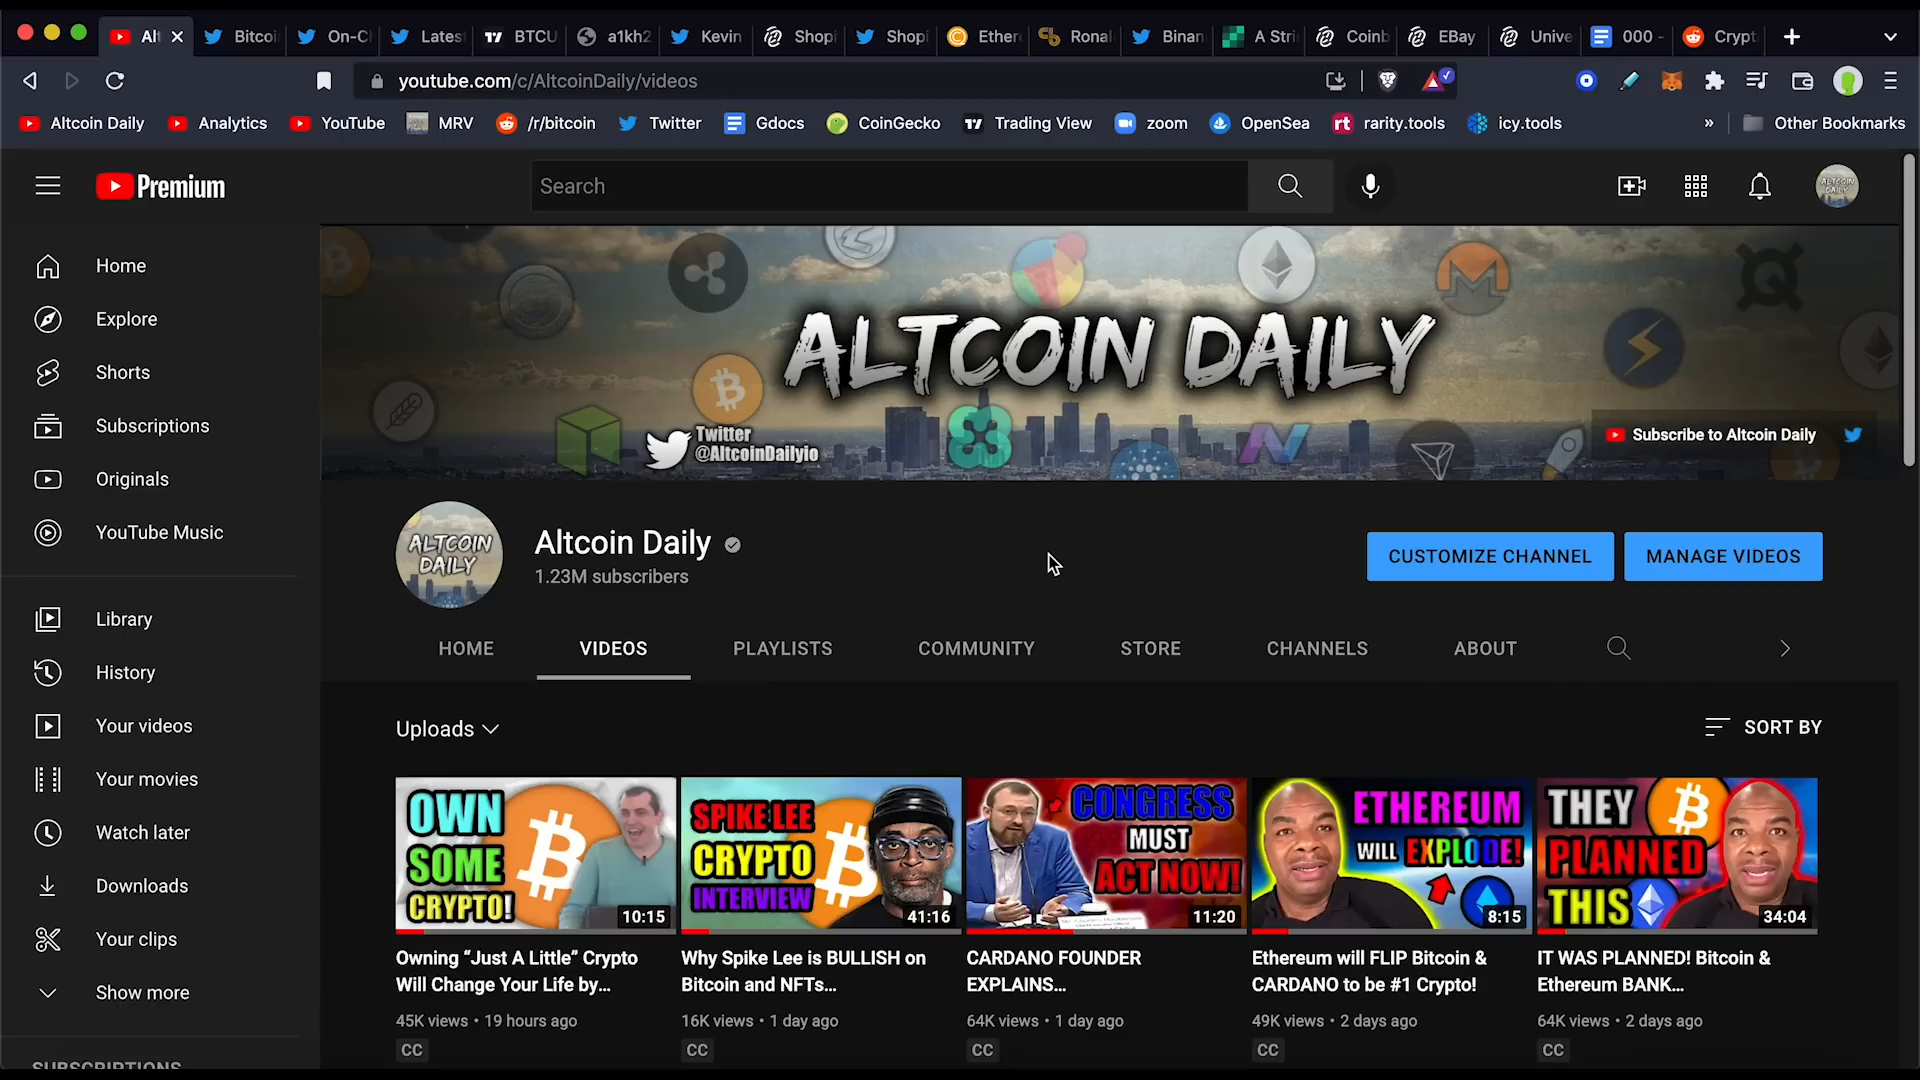 Al
Bitcoi
On-C
Lates
BTCU
a1kh2
Kevin
Shopi
Shopi
Ether
Ronal
Binan
A Stri
Coinb
EBay
Unive
000 -
Crypt
youtube.com/c/AltcoinDaily/videos
Altcoin Daily
Analytics
YouTube
MRV
/r/bitcoin
Twitter
Gdocs
CoinGecko
Trading View
zoom
OpenSea
rarity.tools
icy.tools
»
Other Bookmarks
Premium
Search
Home
Explore
Shorts
Subscriptions
Originals
YouTube Music
Library
History
Your videos
Your movies
Watch later
Downloads
Your clips
Show more
SUBSCRIPTIONS
ALTCOIN DAILY
Twitter
@AltcoinDailyio
Subscribe to Altcoin Daily
ALTCOIN
DAILY
Altcoin Daily
1.23M subscribers
CUSTOMIZE CHANNEL
MANAGE VIDEOS
HOME
VIDEOS
PLAYLISTS
COMMUNITY
STORE
CHANNELS
ABOUT
Uploads
SORT BY
OWN
SOME
CRYPTO!
10:15
Owning “Just A Little” Crypto
Will Change Your Life by...
45K views • 19 hours ago
CC
SPIKE LEE
CRYPTO
INTERVIEW
41:16
Why Spike Lee is BULLISH on
Bitcoin and NFTs...
16K views • 1 day ago
CC
CONGRESS
MUST
ACT NOW!
11:20
CARDANO FOUNDER
EXPLAINS...
64K views • 1 day ago
CC
ETHEREUM
WILL EXPLODE!
8:15
Ethereum will FLIP Bitcoin &
CARDANO to be #1 Crypto!
49K views • 2 days ago
CC
THEY
PLANNED
THIS
34:04
IT WAS PLANNED! Bitcoin &
Ethereum BANK...
64K views • 2 days ago
CC